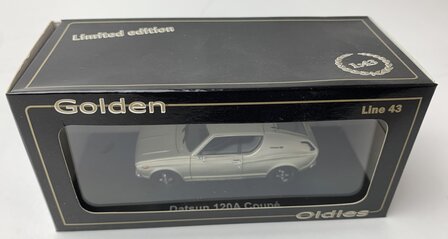 Limited edition
1:43
Golden
Line 43
Datsun 120A Coupé
Oldies